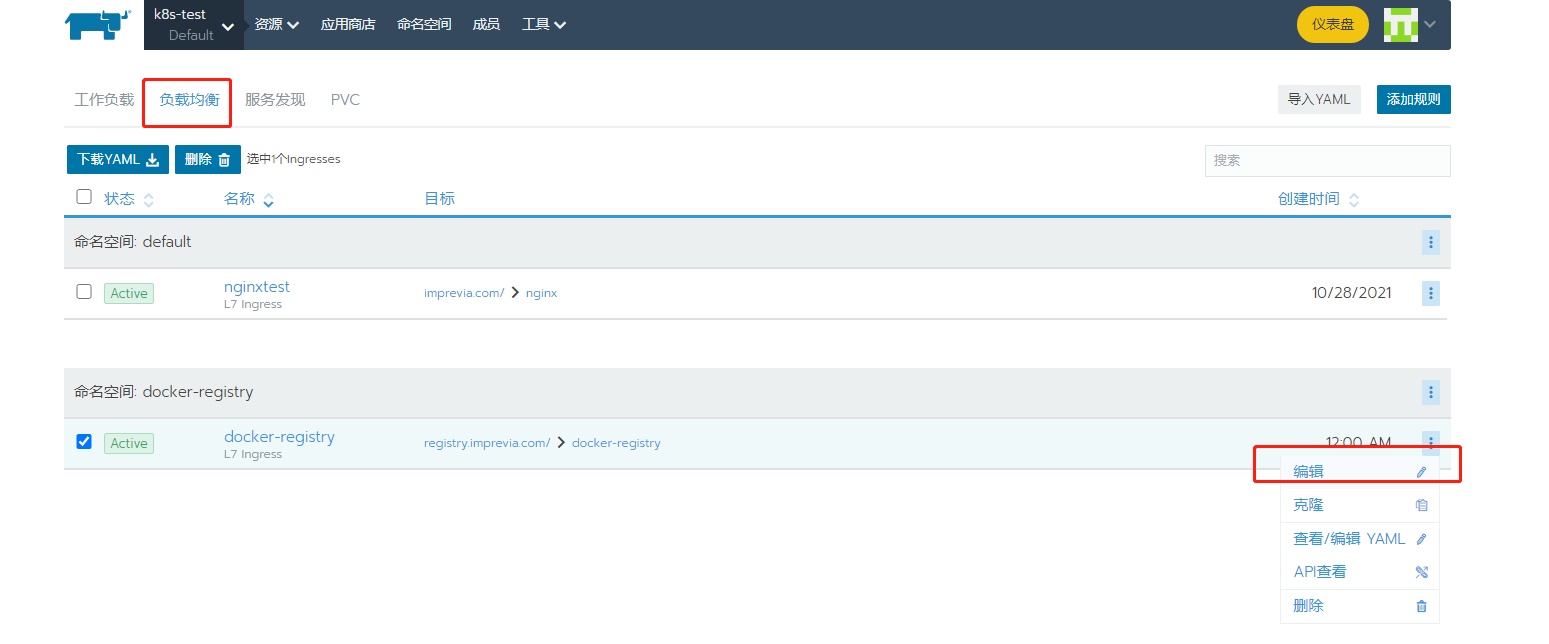 k8s-test
Default
资源 应用商店 命名空间 成员 工具 仪表盘
工作负载 负载均衡 服务发现 PVC 导入YAML 添加规则
下载YAML 删除 选中1个Ingresses 搜索
状态 名称 目标 创建时间
命名空间: default
Active nginxtest imprevia.com/ nginx 10/28/2021
L7 Ingress
命名空间: docker-registry
Active docker-registry registry.imprevia.com/ docker-registry 12:00 AM
L7 Ingress
编辑
克隆
查看/编辑 YAML
API查看
删除